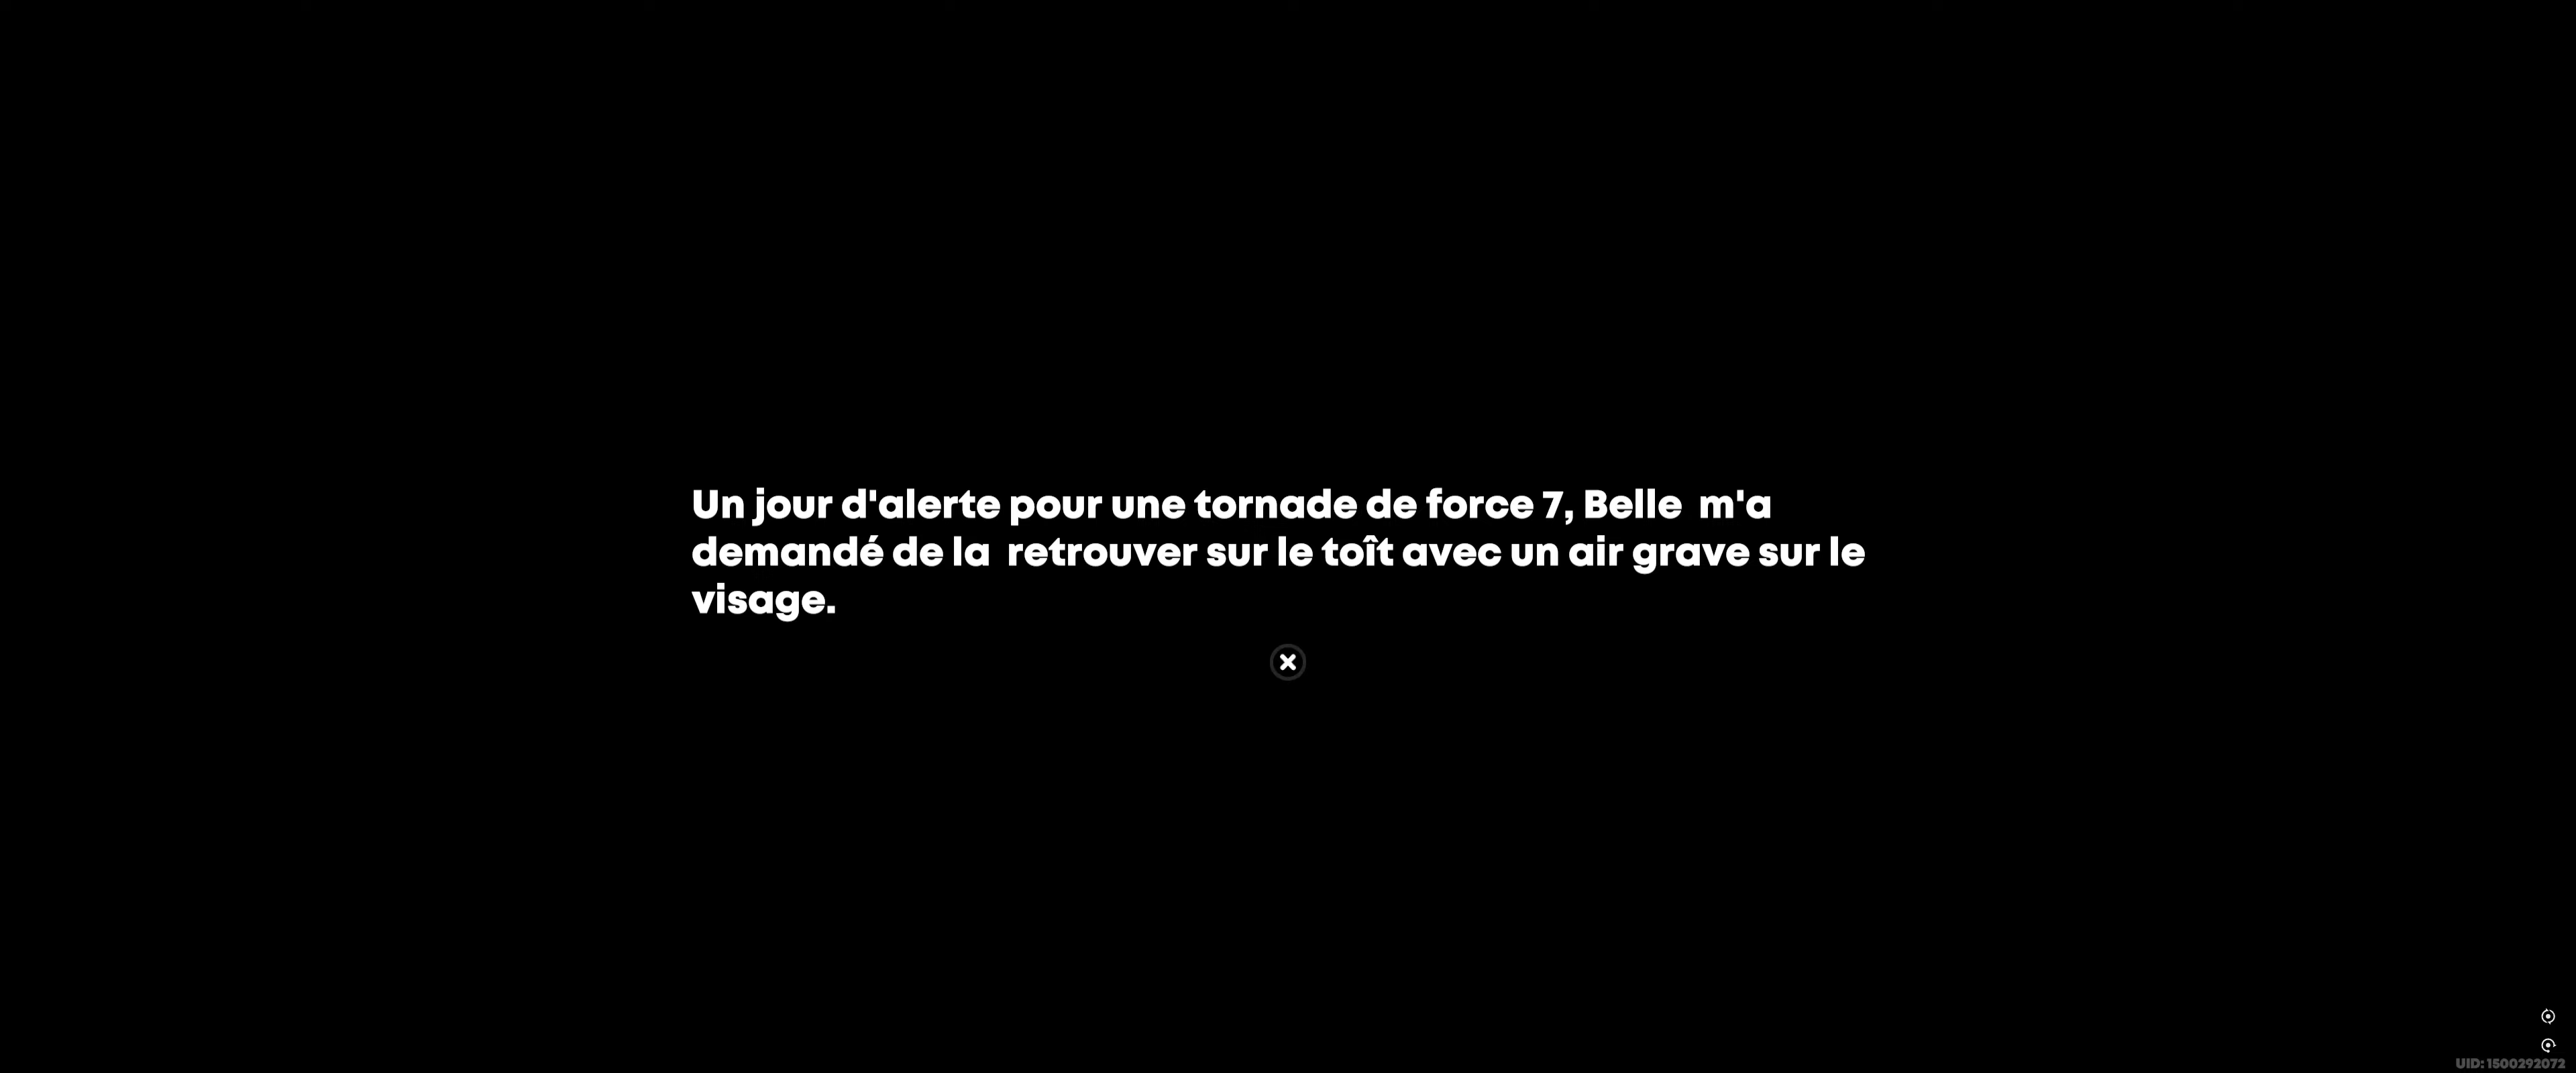 Un jour d'alerte pour une tornade de force 7, Belle  m'a
demandé de la  retrouver sur le toît avec un air grave sur le
visage.
UID: 1500292072